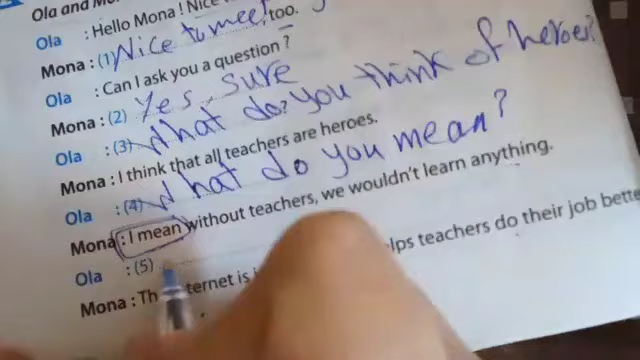 Ola and
Ola : Hello Mona ! Nice
Mona : (1) Nice to meet too.
Ola : Can I ask you a question ?
Mona : (2) Yes, sure
Ola : (3) What do? you think of heroes?
Mona : I think that all teachers are heroes.
Ola : (4) What do you mean?
Mona : I mean without teachers, we wouldn't learn anything.
Ola : (5)
Mona : Th ternet is lps teachers do their job bette